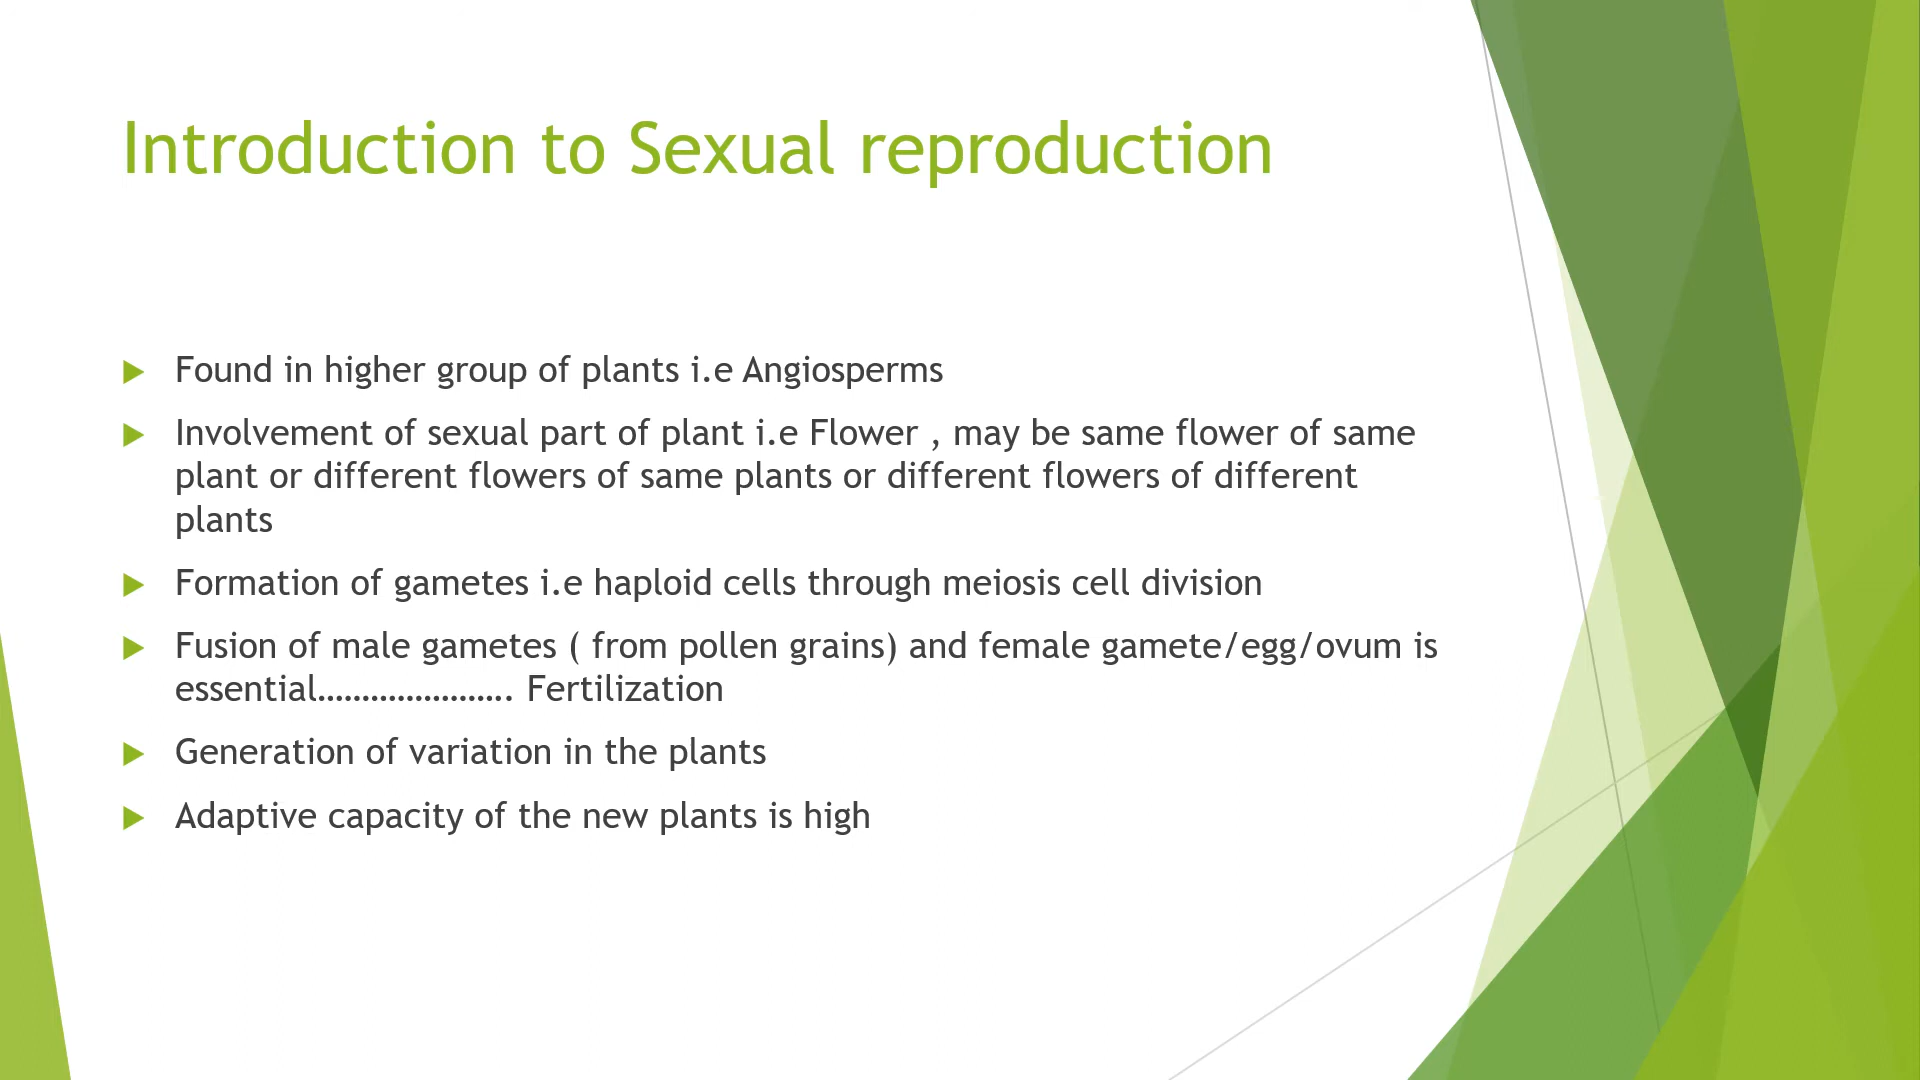 Introduction to Sexual reproduction
Found in higher group of plants i.e Angiosperms
Involvement of sexual part of plant i.e Flower , may be same flower of same
plant or different flowers of same plants or different flowers of different
plants
Formation of gametes i.e haploid cells through meiosis cell division
Fusion of male gametes ( from pollen grains) and female gamete/egg/ovum is
essential…………………. Fertilization
Generation of variation in the plants
Adaptive capacity of the new plants is high